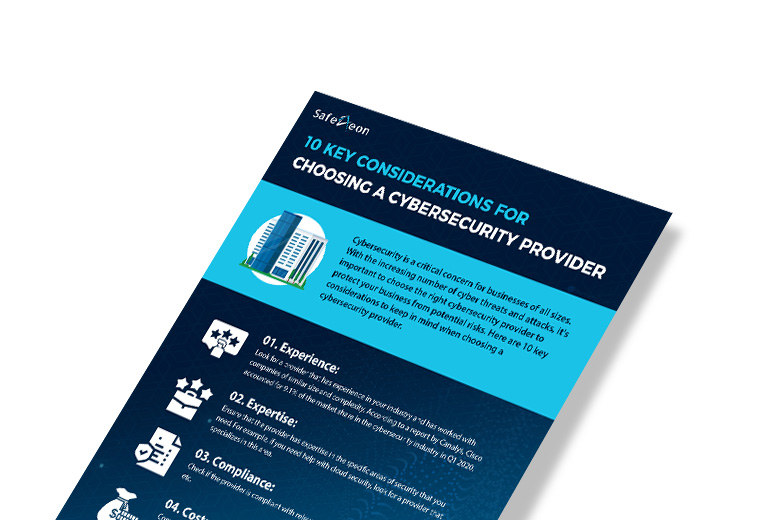 SafeAeon
10 KEY CONSIDERATIONS FOR
CHOOSING A CYBERSECURITY PROVIDER
Cybersecurity is a critical concern for businesses of all sizes.
With the increasing number of cyber threats and attacks, it's
important to choose the right cybersecurity provider to
protect your business from potential risks. Here are 10 key
considerations to keep in mind when choosing a
cybersecurity provider.
01. Experience:
Look for a provider that has experience in your industry and has worked with
companies of similar size and complexity. According to a report by Canalys, Cisco
accounted for 9.1% of the market share in the cybersecurity industry in Q1 2020.
02. Expertise:
Ensure that the provider has expertise in the specific areas of security that you
need. For example, if you need help with cloud security, look for a provider that
specializes in this area.
03. Compliance:
Check if the provider is compliant with
etc.
04.